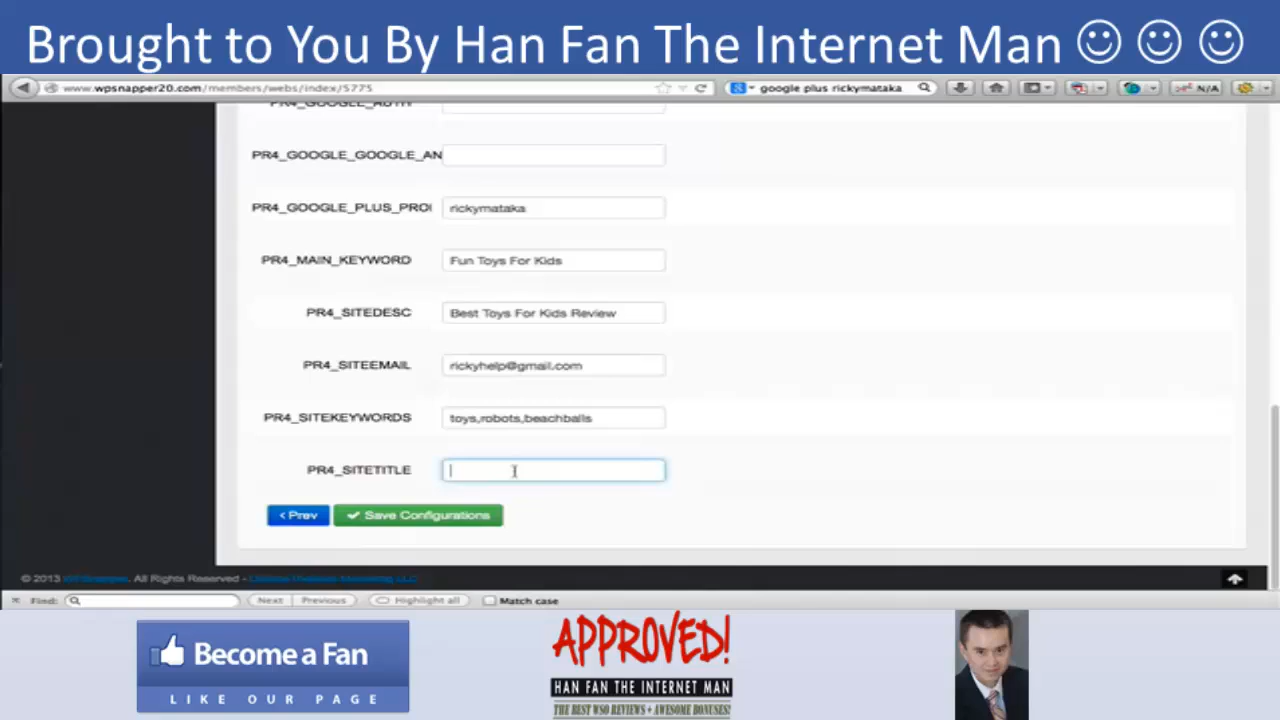 Brought to You By Han Fan The Internet Man
www.wpsnapper20.com/members/webs/index/5775
google plus rickymataka
N/A
PR4_GOOGLE_AUTH
PR4_GOOGLE_GOOGLE_AN
PR4_GOOGLE_PLUS_PROI
rickymataka
PR4_MAIN_KEYWORD
Fun Toys For Kids
PR4_SITEDESC
Best Toys For Kids Review
PR4_SITEEMAIL
rickyhelp@gmail.com
PR4_SITEKEYWORDS
toys,robots,beachballs
PR4_SITETITLE
Prev
Save Configurations
© 2013 WPSnapper. All Rights Reserved -
Find:
Next
Previous
Highlight all
Match case
Become a Fan
LIKE OUR PAGE
APPROVED!
HAN FAN THE INTERNET MAN
THE BEST WSO REVIEWS + AWESOME BONUSES!